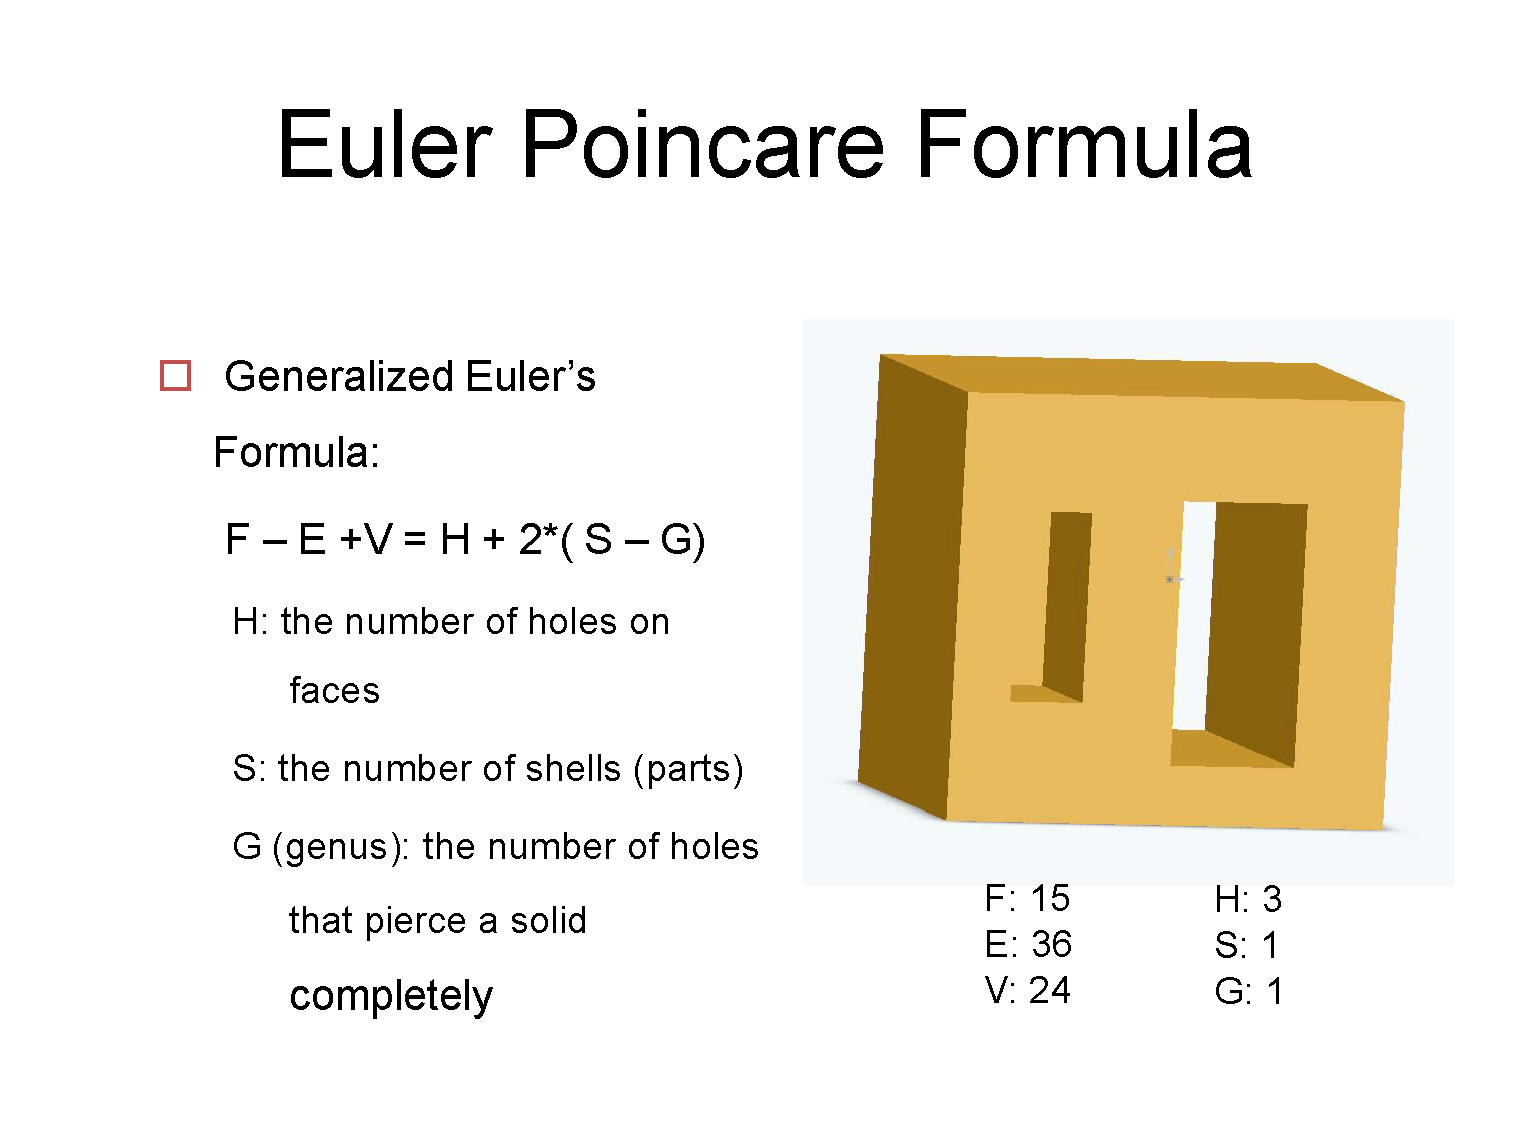 Euler Poincare Formula
Generalized Euler’s
Formula:
F – E +V = H + 2*( S – G)
H: the number of holes on
faces
S: the number of shells (parts)
G (genus): the number of holes
that pierce a solid
completely
F: 15
E: 36
V: 24
H: 3
S: 1
G: 1